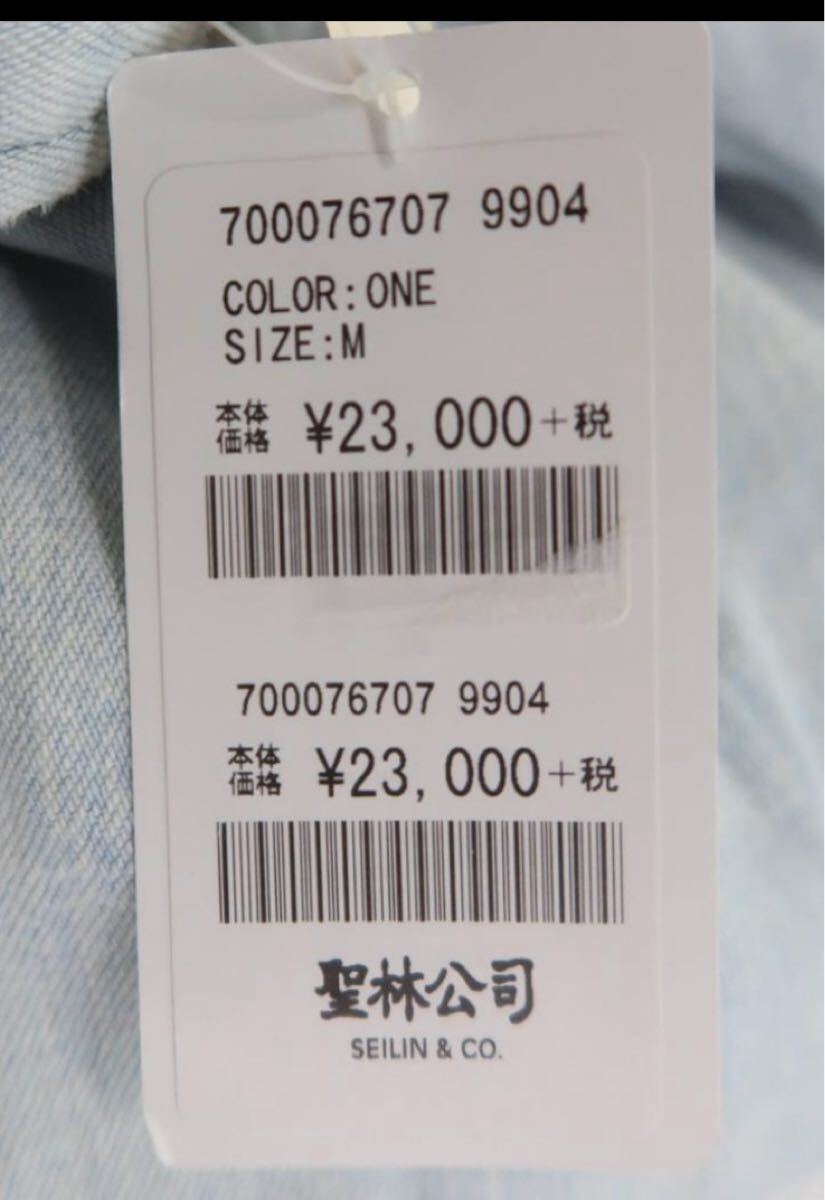 700076707 9904
COLOR:ONE
SIZE:M
本体価格 ¥23,000+税
700076707 9904
本体価格 ¥23,000+税
聖林公司
SEILIN & CO.